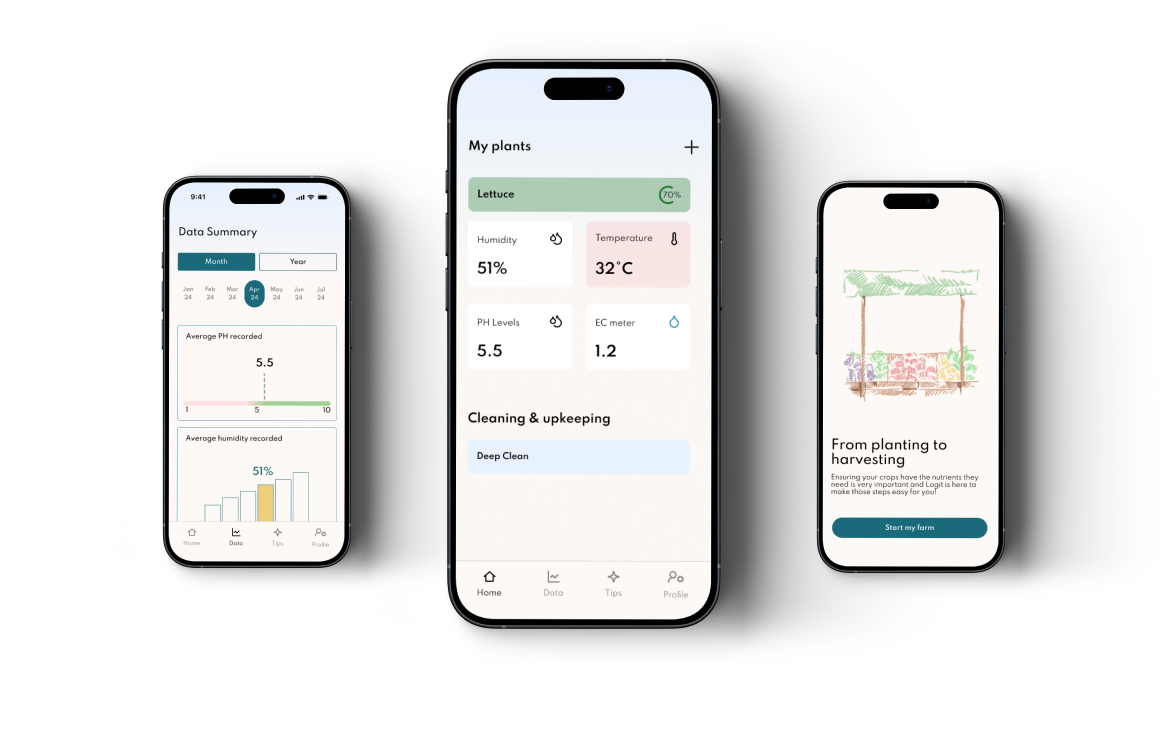 9:41
Data Summary
Month Year
Jan Feb Mar Apr May Jun Jul
24 24 24 24 24 24 24
Average PH recorded
5.5
1 5 10
Average humidity recorded
51%
Home Data Tips Profile
My plants
Lettuce 70%
Humidity Temperature
51% 32°C
PH Levels EC meter
5.5 1.2
Cleaning & upkeeping
Deep Clean
Home Data Tips Profile
From planting to
harvesting
Ensuring your crops have the nutrients they
need is very important and Logit is here to
make those steps easy for you!
Start my farm